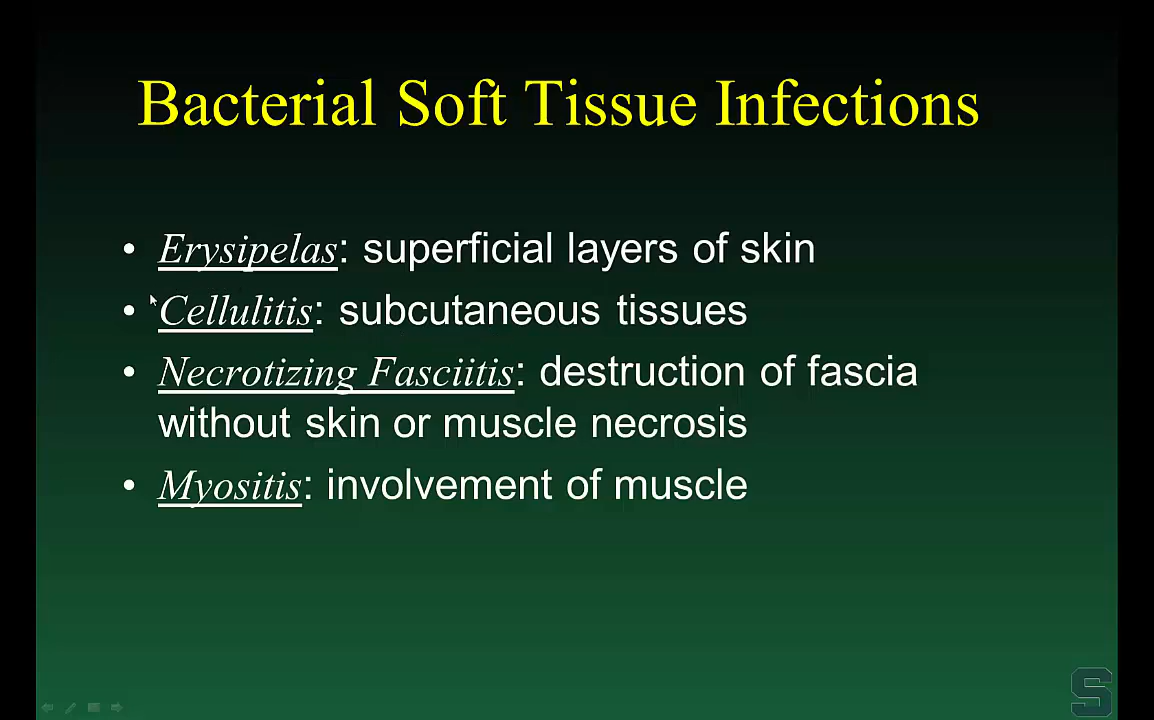 Bacterial Soft Tissue Infections
• Erysipelas: superficial layers of skin
• Cellulitis: subcutaneous tissues
• Necrotizing Fasciitis: destruction of fascia
without skin or muscle necrosis
• Myositis: involvement of muscle
S